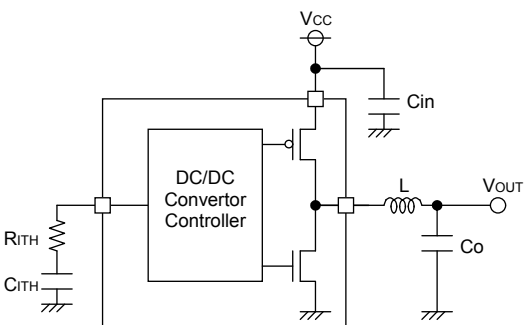 VCC
Cin
DC/DC
Convertor
Controller
L
VOUT
RITH
Co
CITH